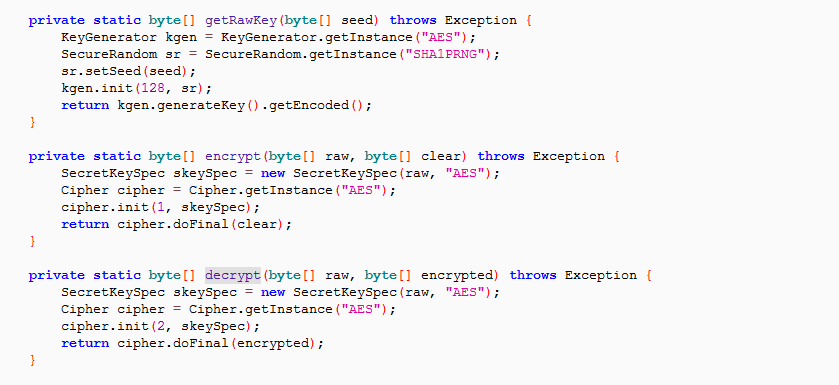 private static byte[] getRawKey(byte[] seed) throws Exception {
KeyGenerator kgen = KeyGenerator.getInstance("AES");
SecureRandom sr = SecureRandom.getInstance("SHA1PRNG");
sr.setSeed(seed);
kgen.init(128, sr);
return kgen.generateKey().getEncoded();
}
private static byte[] encrypt(byte[] raw, byte[] clear) throws Exception {
SecretKeySpec skeySpec = new SecretKeySpec(raw, "AES");
Cipher cipher = Cipher.getInstance("AES");
cipher.init(1, skeySpec);
return cipher.doFinal(clear);
}
private static byte[] decrypt(byte[] raw, byte[] encrypted) throws Exception {
SecretKeySpec skeySpec = new SecretKeySpec(raw, "AES");
Cipher cipher = Cipher.getInstance("AES");
cipher.init(2, skeySpec);
return cipher.doFinal(encrypted);
}